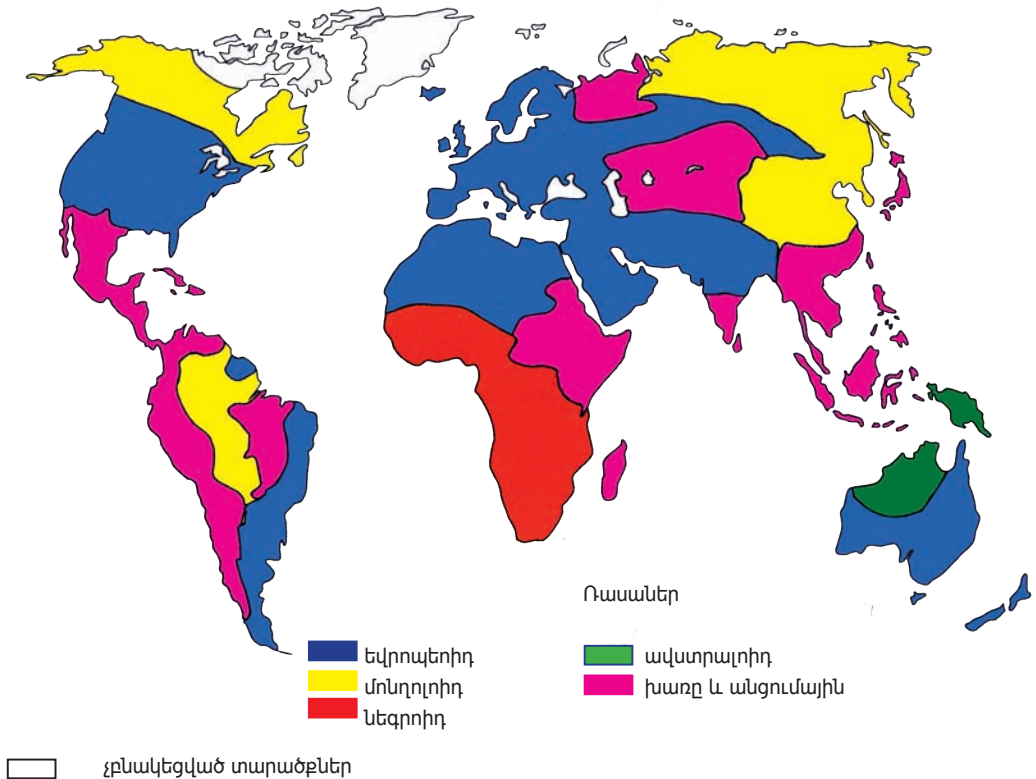 Ռասաներ
եվրոպեոիդ
մոնղոլոիդ
նեգրոիդ
ավստրալոիդ
խառը և անցումային
չբնակեցված տարածքներ